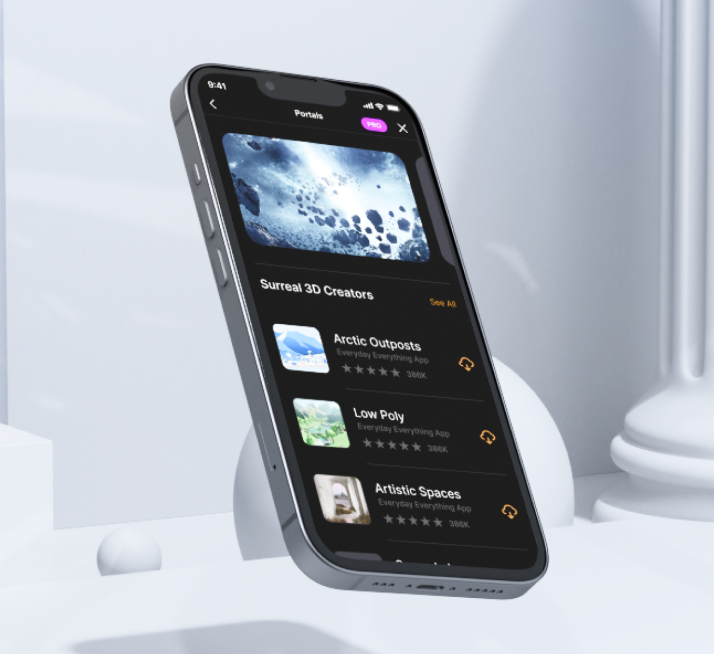 9:41
Portals
PRO
Surreal 3D Creators
See All
Arctic Outposts
Everyday Everything App
386K
Low Poly
Everyday Everything App
386K
Artistic Spaces
Everyday Everything App
386K